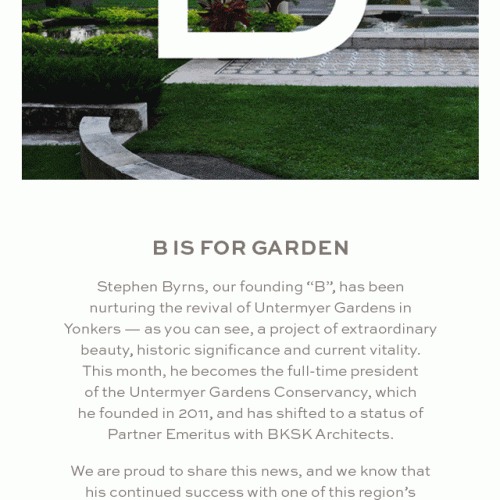 B IS FOR GARDEN
Stephen Byrns, our founding “B”, has been
nurturing the revival of Untermyer Gardens in
Yonkers — as you can see, a project of extraordinary
beauty, historic significance and current vitality.
This month, he becomes the full-time president
of the Untermyer Gardens Conservancy, which
he founded in 2011, and has shifted to a status of
Partner Emeritus with BKSK Architects.
We are proud to share this news, and we know that
his continued success with one of this region’s